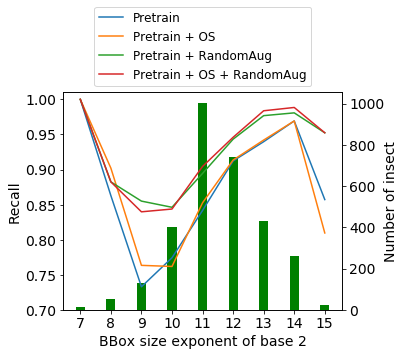 Pretrain
Pretrain + OS
Pretrain + RandomAug
Pretrain + OS + RandomAug
1.00
0.95
0.90
0.85
0.80
0.75
0.70
Recall
1000
800
600
400
200
0
Number of insect
7 8 9 10 11 12 13 14 15
BBox size exponent of base 2